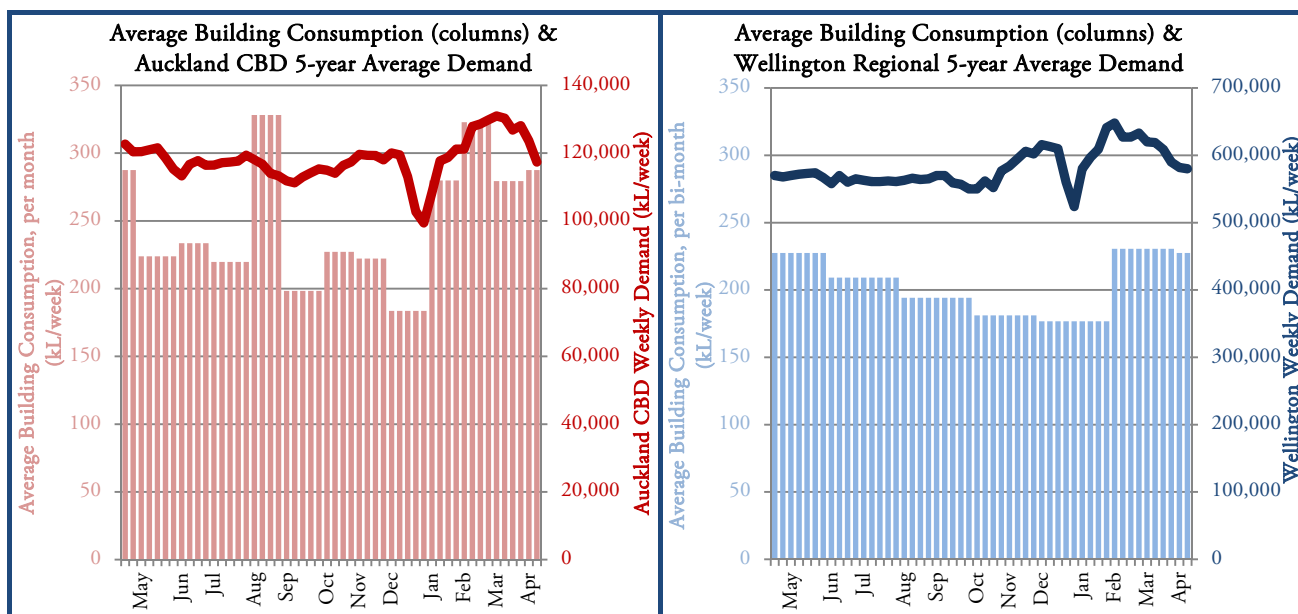 Average Building Consumption (columns) &
Auckland CBD 5-year Average Demand
Average Building Consumption, per month
(kL/week)
350
300
250
200
150
100
50
0
140,000
120,000
100,000
80,000
60,000
40,000
20,000
0
Auckland CBD Weekly Demand (kL/week)
May
Jun
Jul
Aug
Sep
Oct
Nov
Dec
Jan
Feb
Mar
Apr
Average Building Consumption (columns) &
Wellington Regional 5-year Average Demand
Average Building Consumption, per bi-month
(kL/week)
350
300
250
200
150
100
50
0
700,000
600,000
500,000
400,000
300,000
200,000
100,000
0
Wellington Weekly Demand (kL/week)
May
Jun
Jul
Aug
Sep
Oct
Nov
Dec
Jan
Feb
Mar
Apr